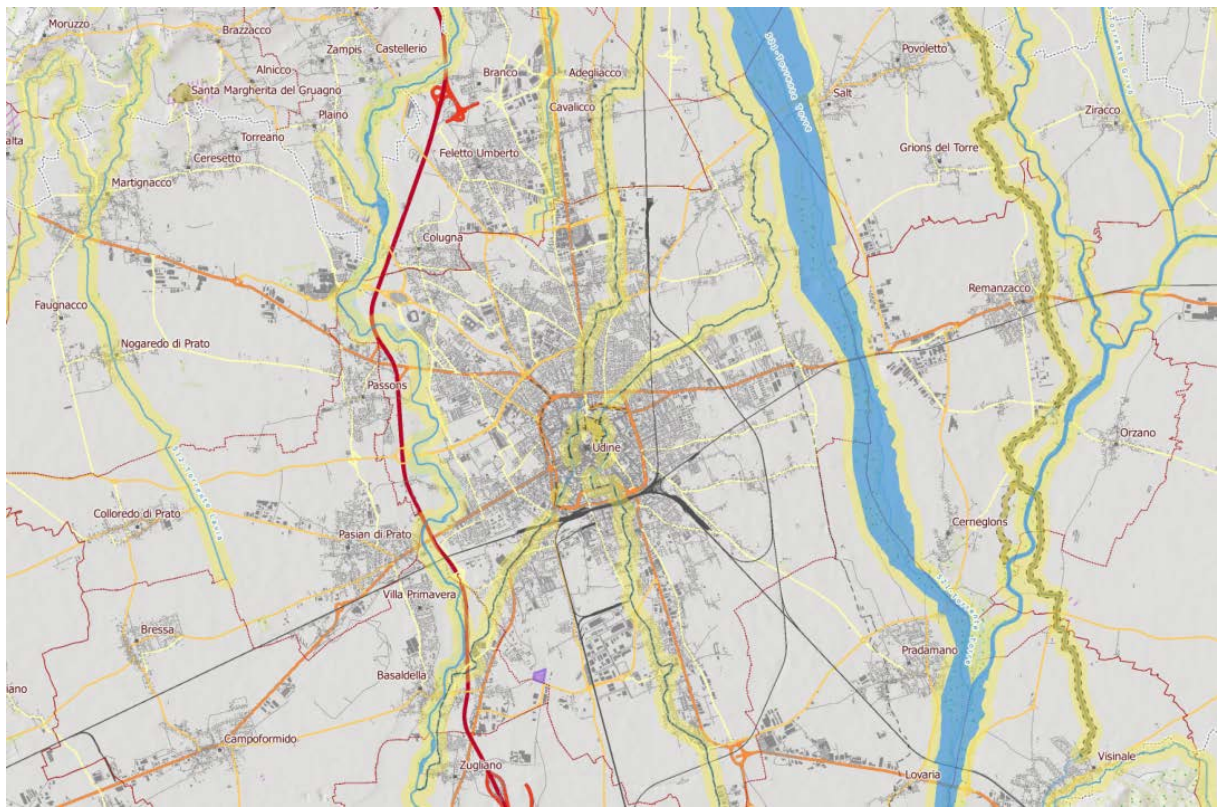 Moruzzo
Brazzacco
Zampis
Castellerio
Alnicco
Branco
Adegliacco
Povoletto
Santa Margherita del Gruagno
Plaino
Cavalicco
Salt
Ziracco
alta
Torreano
Ceresetto
Feletto Umberto
Grions del Torre
Martignacco
Colugna
Faugnacco
Remanzacco
Nogaredo di Prato
Passons
Udine
Orzano
Colloredo di Prato
Pasian di Prato
Cerneglons
Villa Primavera
Bressa
Pradamano
Basaldella
iano
Campoformido
Zugliano
Visinale
Lovaria